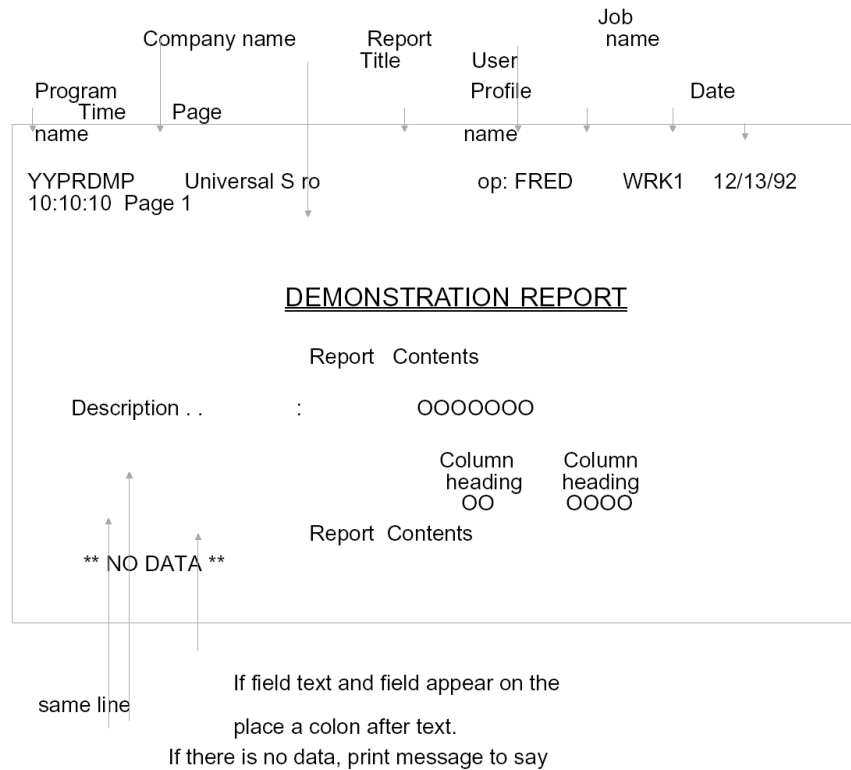 Job
Company name Report name
Title User
Program Profile Date
Time Page
name name
YYPRDMP Universal S ro op: FRED WRK1 12/13/92
10:10:10 Page 1
DEMONSTRATION REPORT
Report Contents
Description . . : OOOOOOO
Column Column
heading heading
OO OOOO
Report Contents
** NO DATA **
If field text and field appear on the
same line
place a colon after text.
If there is no data, print message to say